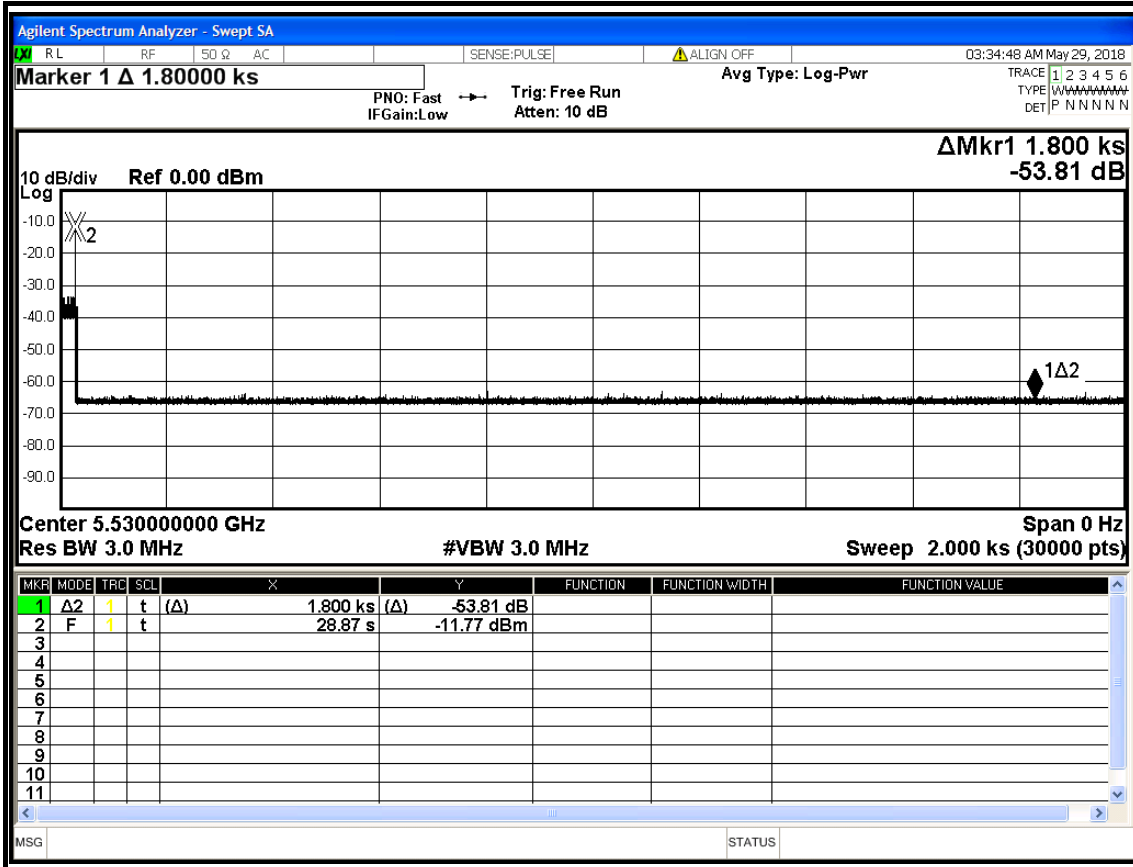 Agilent Spectrum Analyzer - Swept SA
LXI RL RF 50 Ω AC SENSE:PULSE ALIGN OFF 03:34:48 AM May 29, 2018
Marker 1 Δ 1.80000 ks
PNO: Fast
IFGain:Low
Trig: Free Run
Atten: 10 dB
Avg Type: Log-Pwr
TRACE 1 2 3 4 5 6
TYPE
DET P N N N N N
ΔMkr1 1.800 ks
-53.81 dB
10 dB/div Ref 0.00 dBm
Log
-10.0
2
-20.0
-30.0
-40.0
-50.0
1Δ2
-60.0
-70.0
-80.0
-90.0
Center 5.530000000 GHz Span 0 Hz
Res BW 3.0 MHz #VBW 3.0 MHz Sweep 2.000 ks (30000 pts)
MKR MODE TRC SCL X Y FUNCTION FUNCTION WIDTH FUNCTION VALUE
1 Δ2 1 t (Δ) 1.800 ks (Δ) -53.81 dB
2 F 1 t 28.87 s -11.77 dBm
3
4
5
6
7
8
9
10
11
MSG STATUS